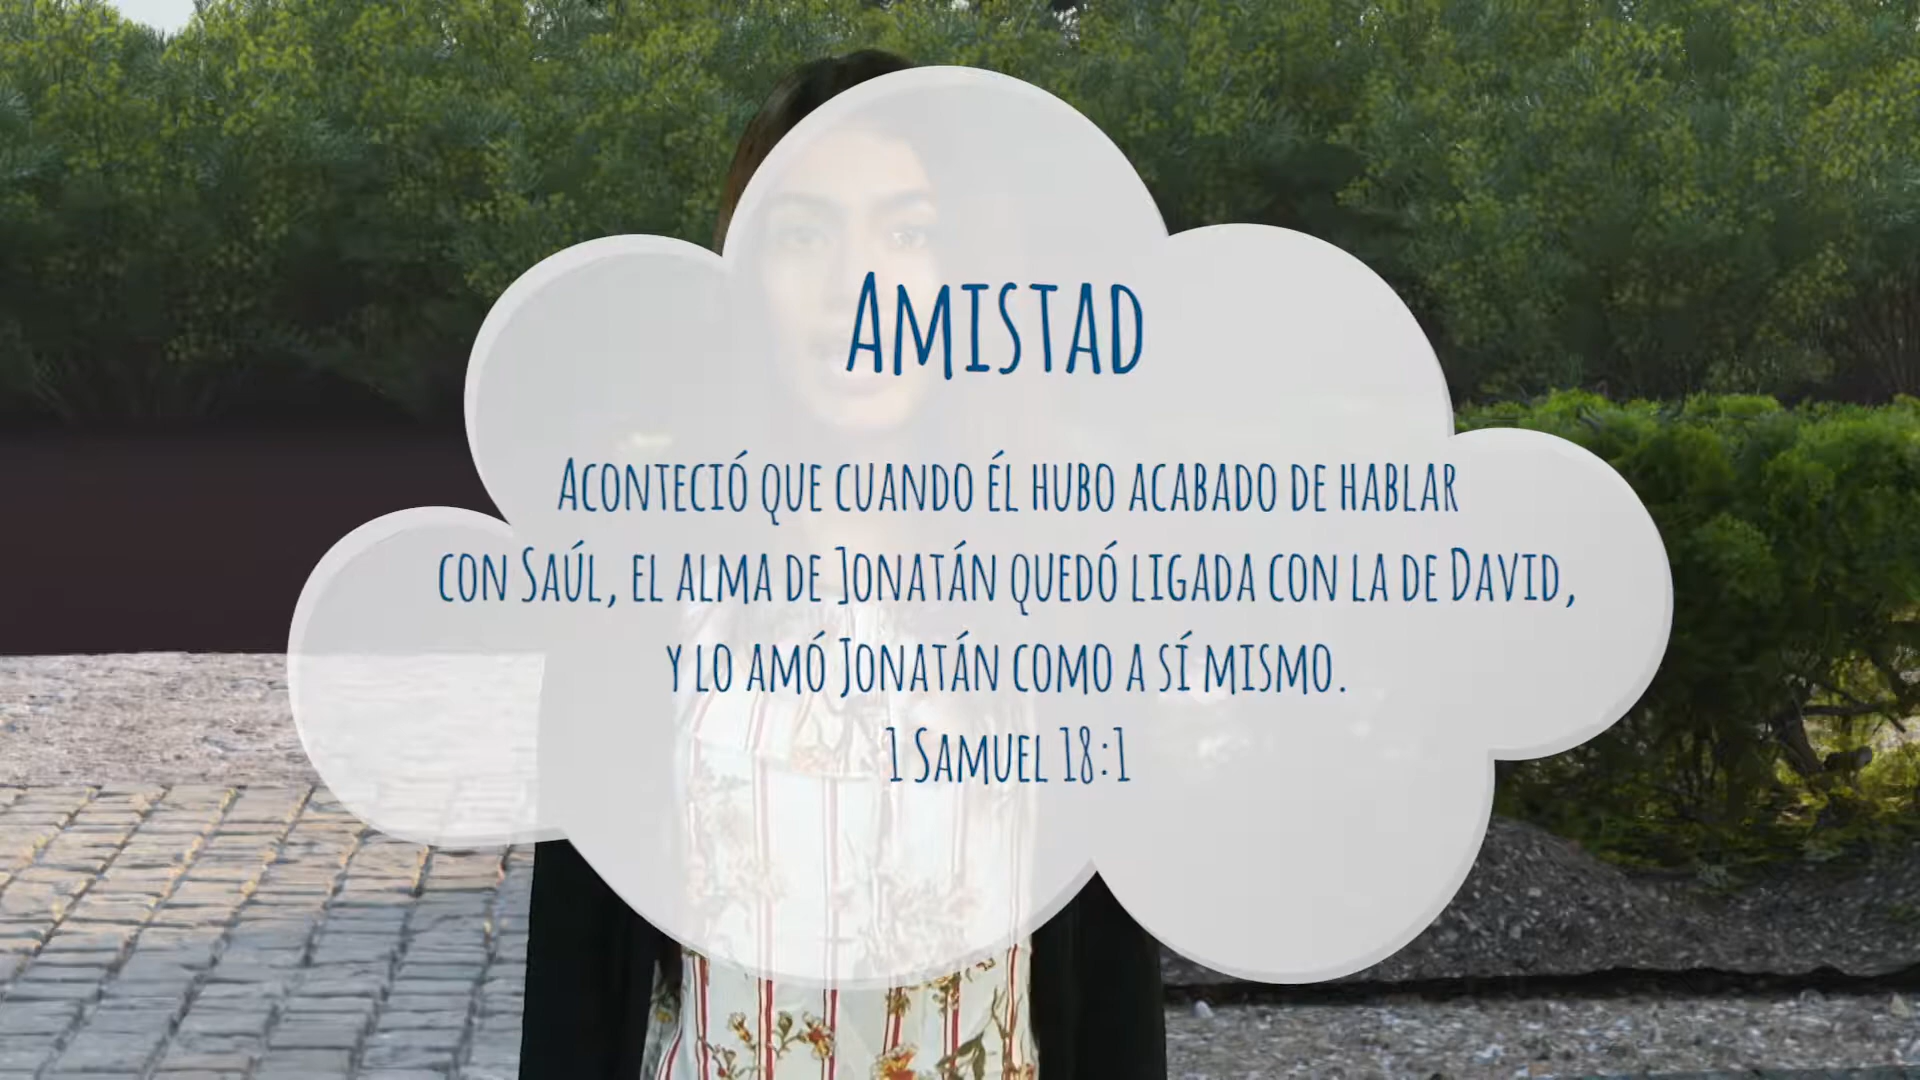 Amistad
Aconteció que cuando él hubo acabado de hablar
con Saúl, el alma de Jonatán quedó ligada con la de David,
y lo amó Jonatán como a sí mismo.
1 Samuel 18:1